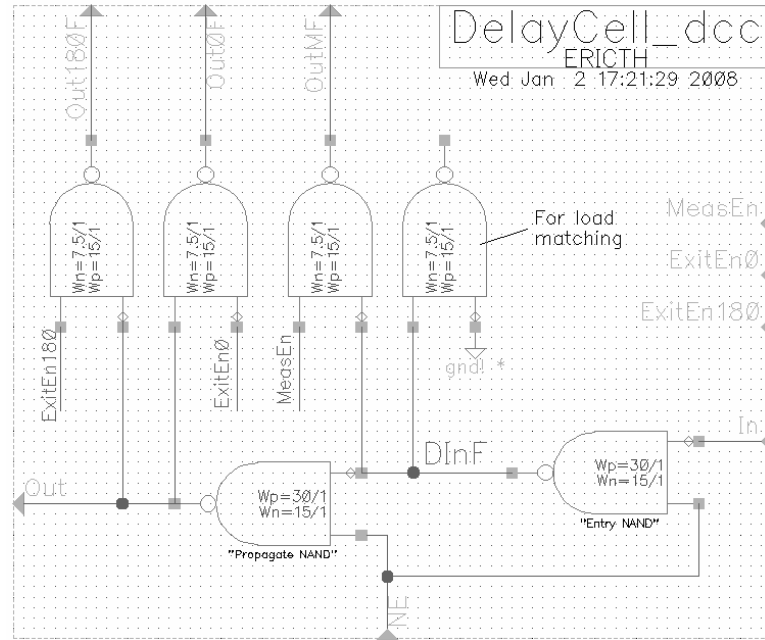 DelayCell_dcc
ERICTH
Wed Jan 2 17:21:29 2008
Out180F
Out0F
OutMF
Wn=7.5/1
Wp=15/1
Wn=7.5/1
Wp=15/1
Wn=7.5/1
Wp=15/1
Wn=7.5/1
Wp=15/1
For load
matching
MeasEn
ExitEn0
ExitEn180
ExitEn180
ExitEn0
MeasEn
gnd! *
In
DInF
Wp=30/1
Wn=15/1
"Entry NAND"
Out
Wp=30/1
Wn=15/1
"Propagate NAND"